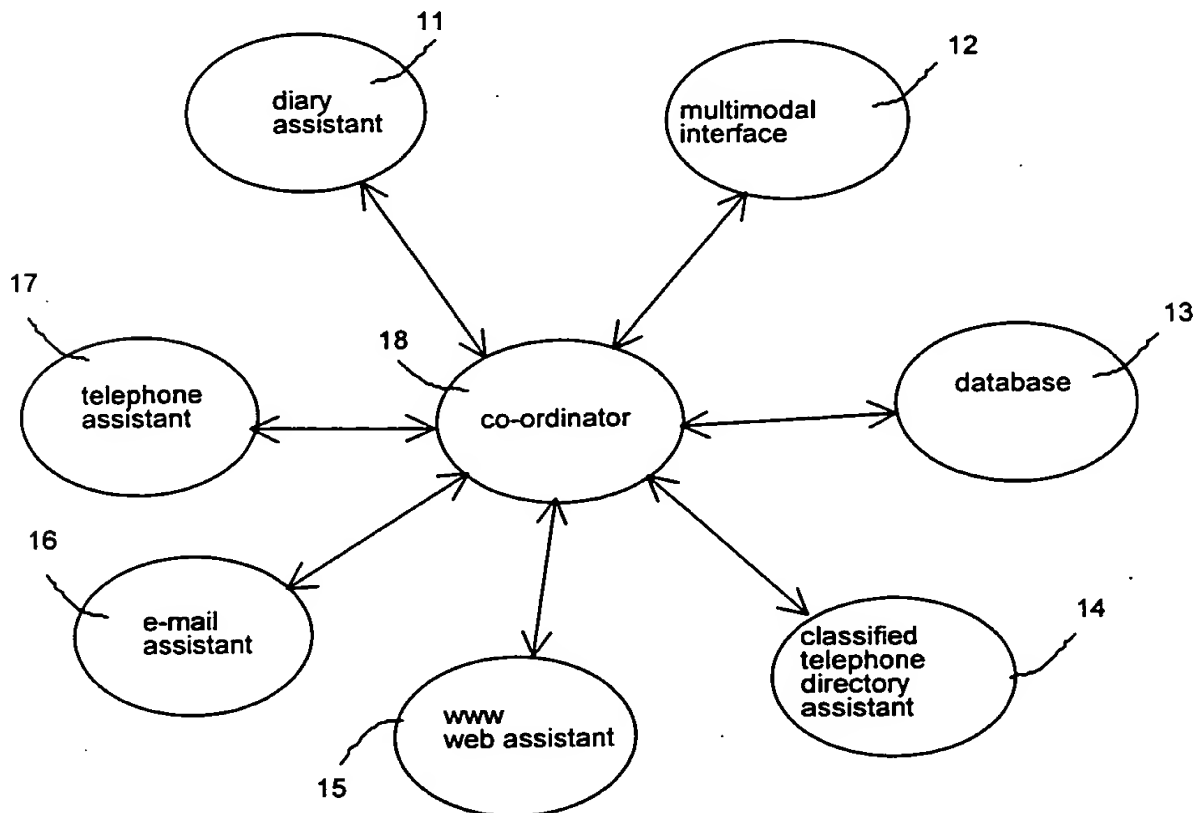 11
diary
assistant
12
multimodal
interface
17
telephone
assistant
18
co-ordinator
13
database
16
e-mail
assistant
www
web assistant
15
classified
telephone
directory
assistant
14